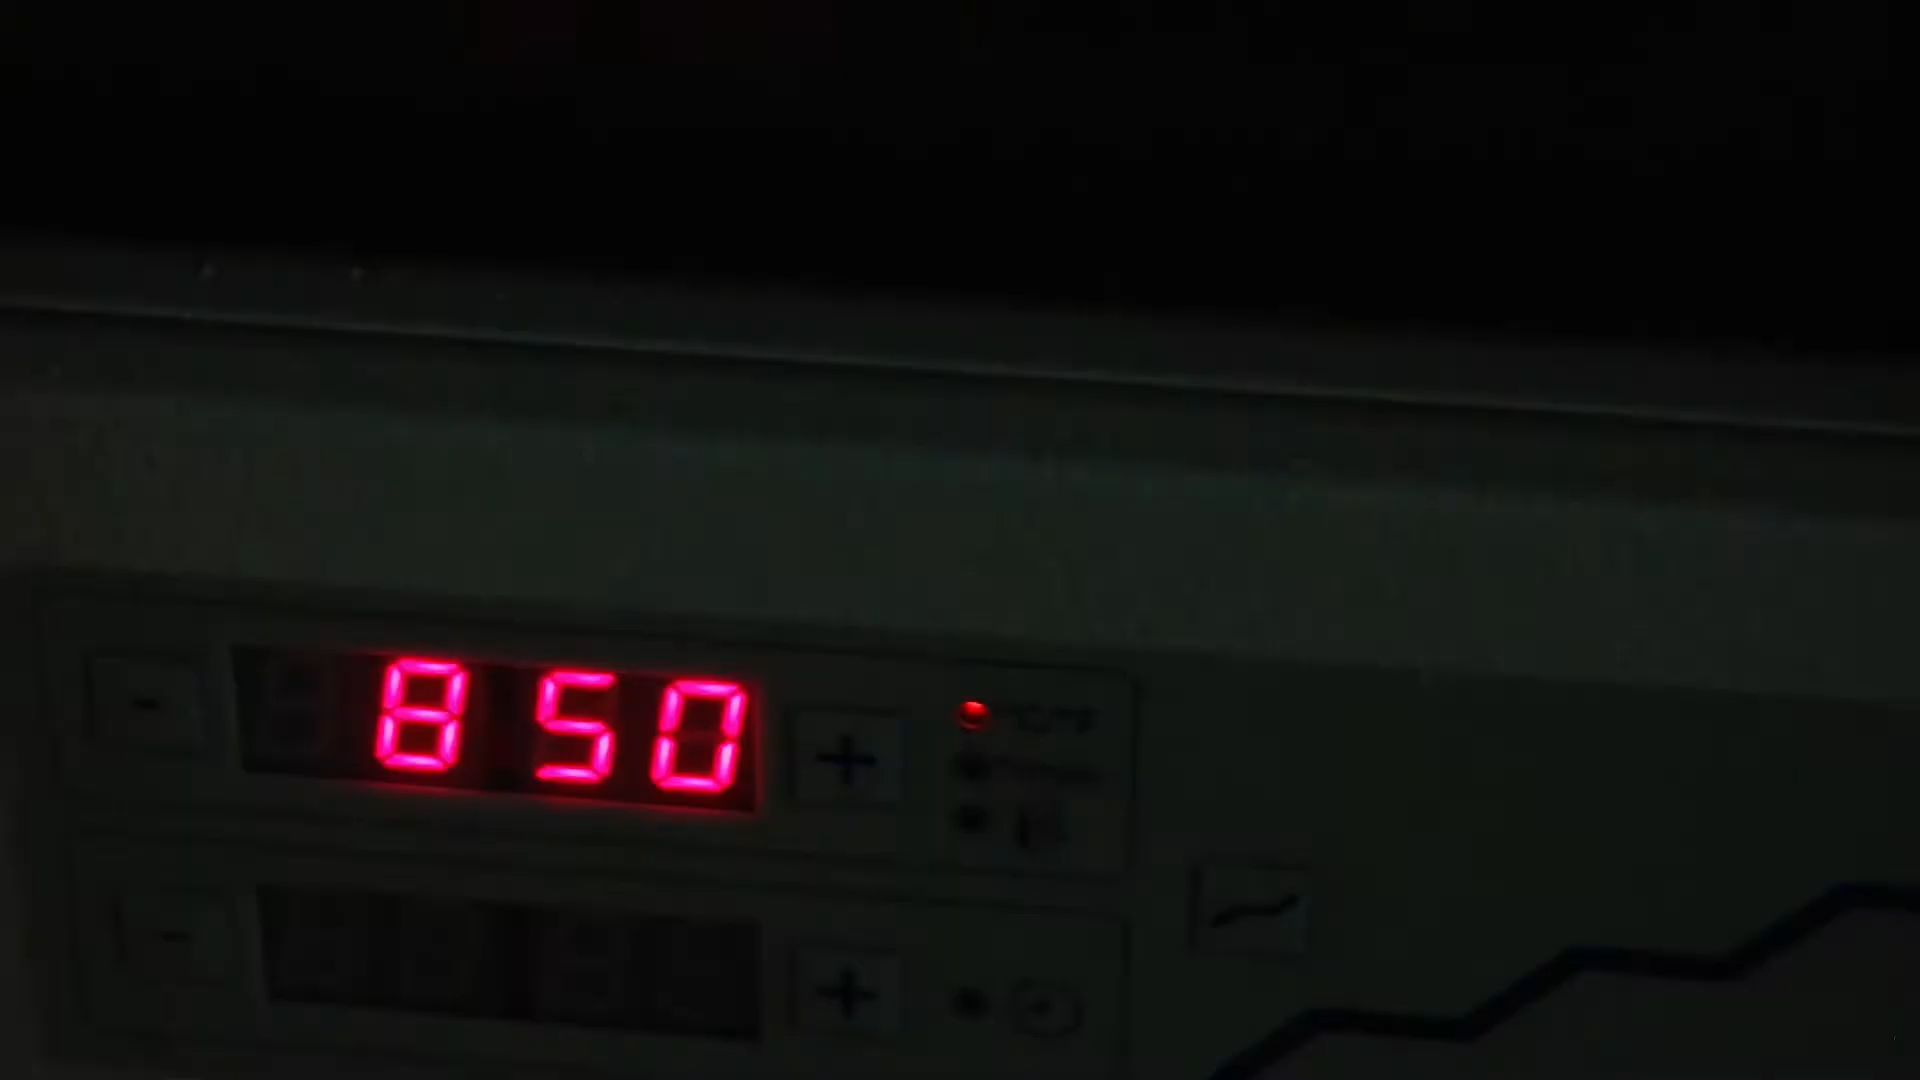 - 850 +
- +